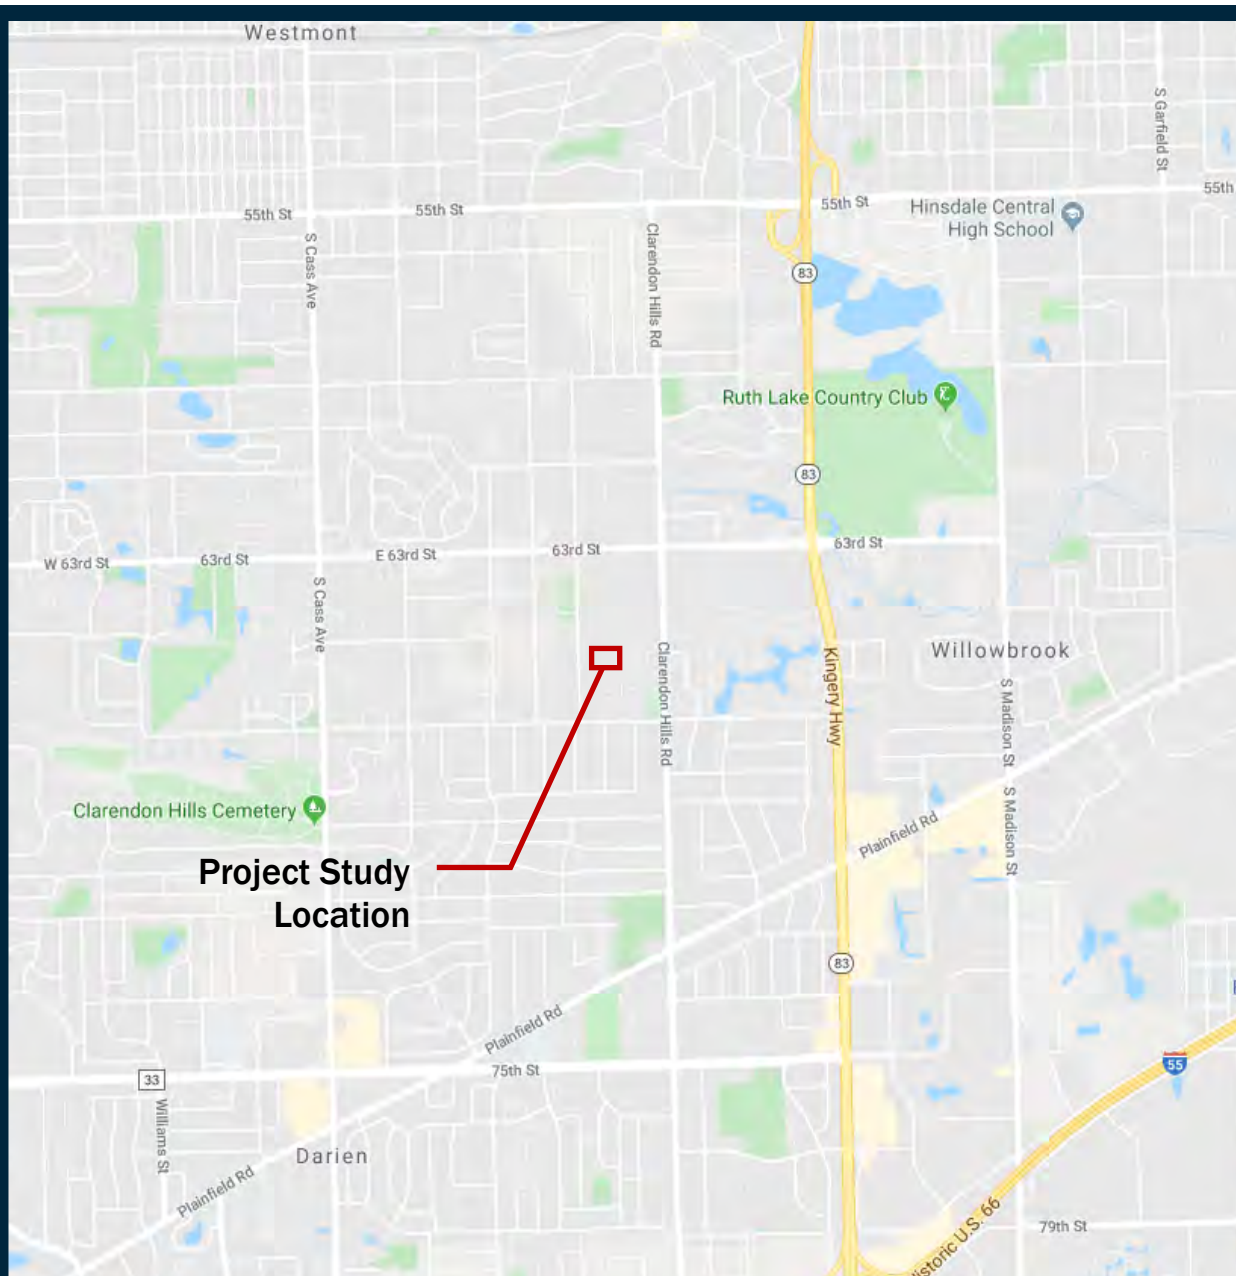 Westmont
S Garfield St
55th St
55th St
55th St
55th
Hinsdale Central
High School
S Cass Ave
Clarendon Hills Rd
83
Ruth Lake Country Club
83
W 63rd St
63rd St
E 63rd St
63rd St
63rd St
S Cass Ave
Clarendon Hills Rd
Kingery Hwy
Willowbrook
S Madison St
S Madison St
Clarendon Hills Cemetery
Plainfield Rd
Project Study
Location
83
Plainfield Rd
75th St
55
33
Williams St
Darien
Plainfield Rd
Historic U.S. 66
79th St